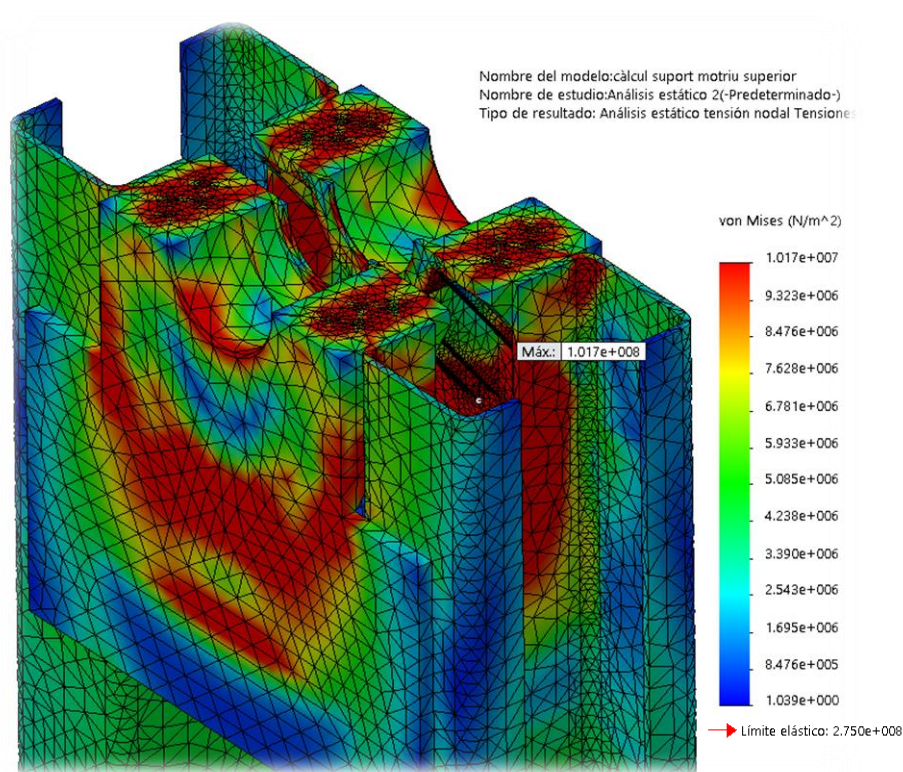 Nombre del modelo:càlcul suport motriu superior
Nombre de estudio:Análisis estático 2(-Predeterminado-)
Tipo de resultado: Análisis estático tensión nodal Tensiones
von Mises (N/m^2)
1.017e+007
9.323e+006
8.476e+006
7.628e+006
6.781e+006
5.933e+006
5.085e+006
4.238e+006
3.390e+006
2.543e+006
1.695e+006
8.476e+005
1.039e+000
Máx.: 1.017e+008
Límite elástico: 2.750e+008